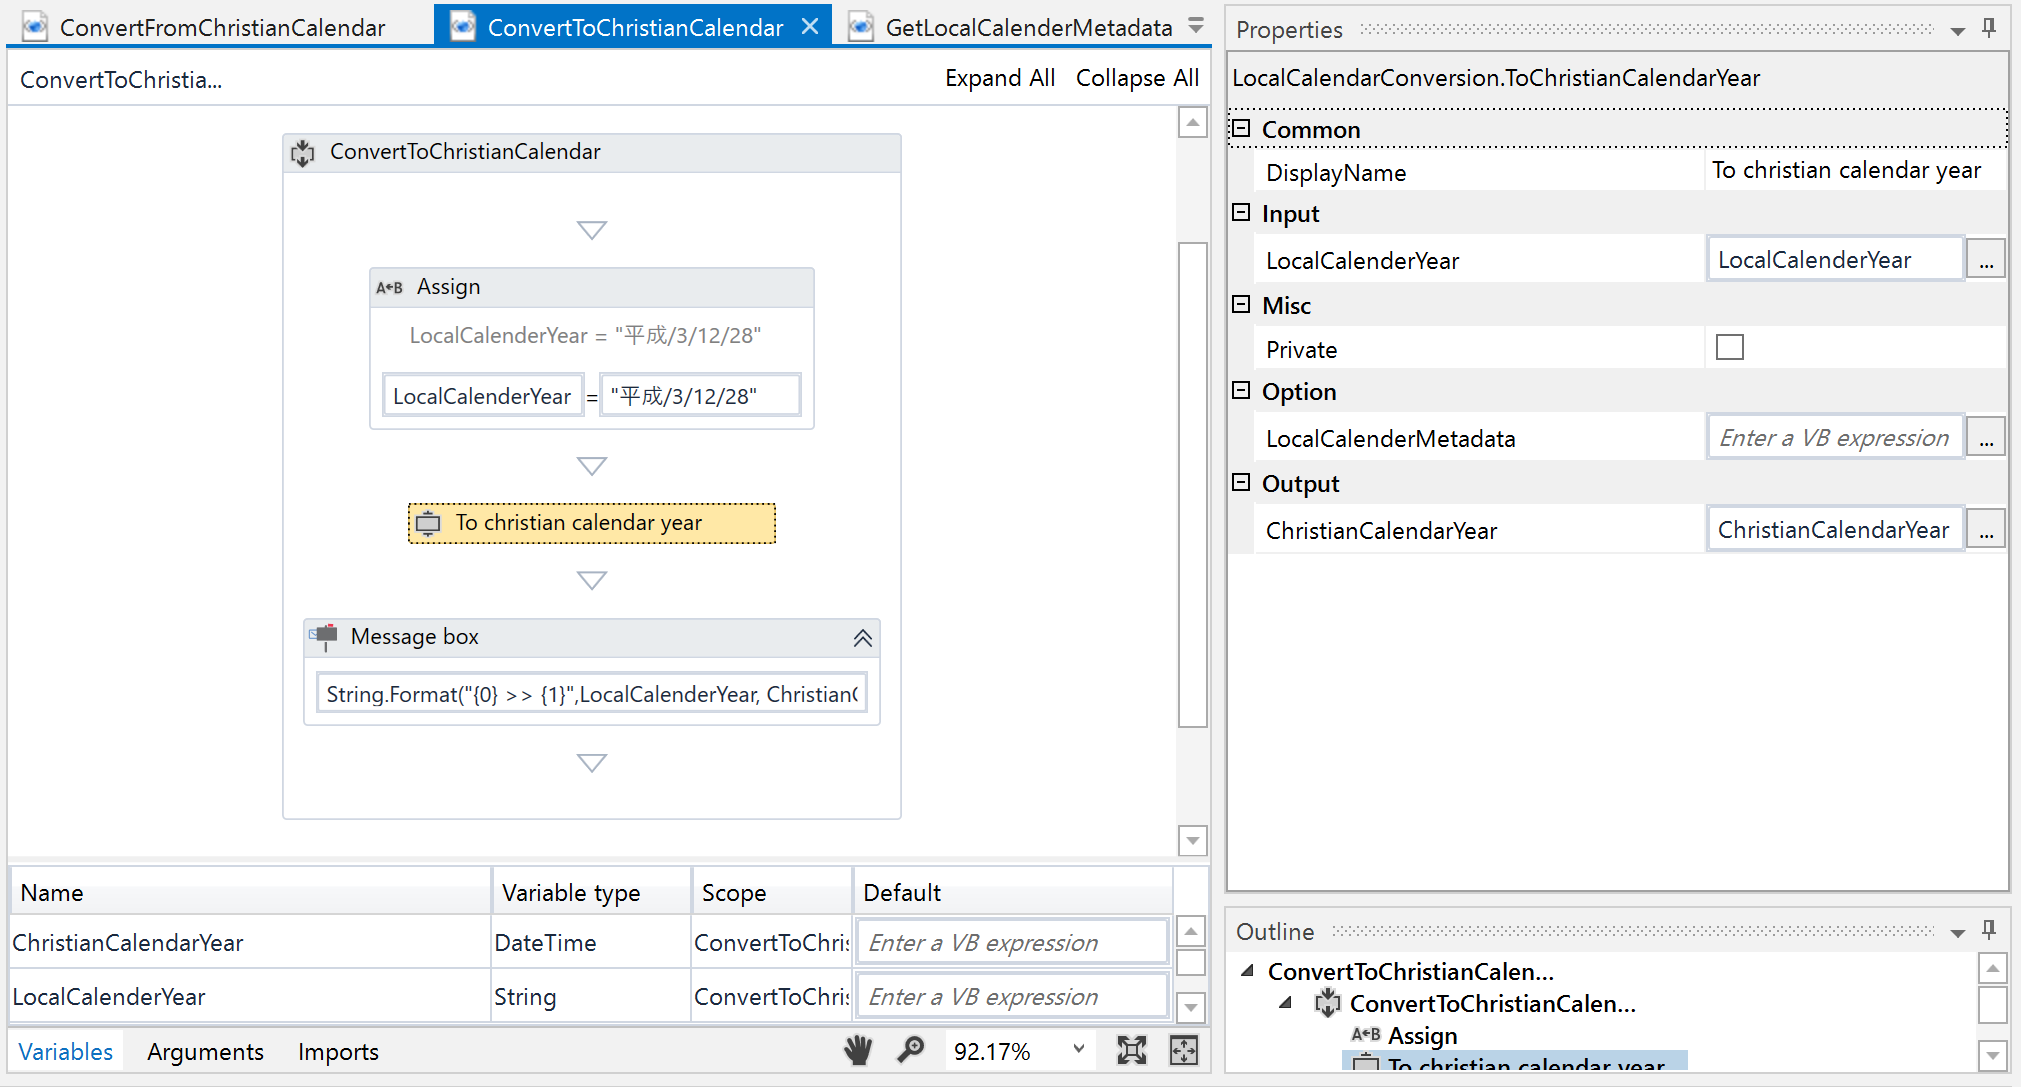 ConvertFromChristianCalendar
ConvertToChristianCalendar
GetLocalCalenderMetadata
ConvertToChristia...
Expand All
Collapse All
ConvertToChristianCalendar
A←B Assign
LocalCalenderYear = "平成/3/12/28"
LocalCalenderYear = "平成/3/12/28"
To christian calendar year
Message box
String.Format("{0} >> {1}",LocalCalenderYear, Christian
Name
Variable type
Scope
Default
ChristianCalendarYear
DateTime
ConvertToChris
Enter a VB expression
LocalCalenderYear
String
ConvertToChris
Enter a VB expression
Variables
Arguments
Imports
92.17%
Properties
LocalCalendarConversion.ToChristianCalendarYear
Common
DisplayName
To christian calendar year
Input
LocalCalenderYear
LocalCalenderYear
...
Misc
Private
Option
LocalCalenderMetadata
Enter a VB expression
...
Output
ChristianCalendarYear
ChristianCalendarYear
...
Outline
ConvertToChristianCalen...
ConvertToChristianCalen...
A←B Assign
To christian calendar year